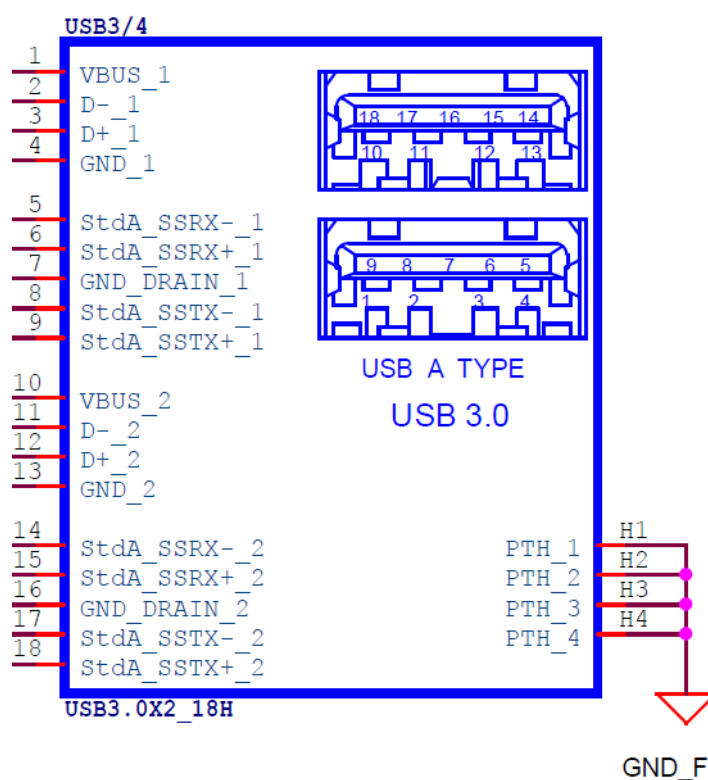 USB3/4
1 VBUS_1
2 D-_1
3 D+_1
4 GND_1
5 StdA_SSRX-_1
6 StdA_SSRX+_1
7 GND_DRAIN_1
8 StdA_SSTX-_1
9 StdA_SSTX+_1
10 VBUS_2
11 D-_2
12 D+_2
13 GND_2
14 StdA_SSRX-_2
15 StdA_SSRX+_2
16 GND_DRAIN_2
17 StdA_SSTX-_2
18 StdA_SSTX+_2
18 17 16 15 14
10 11 12 13
9 8 7 6 5
1 2 3 4
USB A TYPE
USB 3.0
PTH_1 H1
PTH_2 H2
PTH_3 H3
PTH_4 H4
USB3.0X2_18H
GND_F